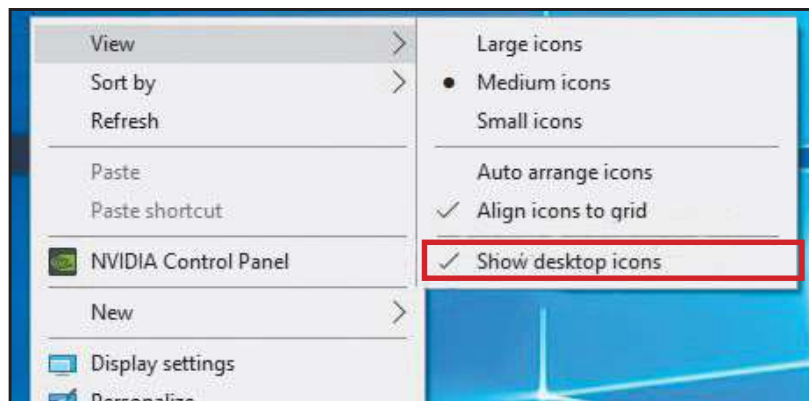 View
Sort by
Refresh
Paste
Paste shortcut
NVIDIA Control Panel
New
Display settings
Personalize
Large icons
Medium icons
Small icons
Auto arrange icons
Align icons to grid
Show desktop icons